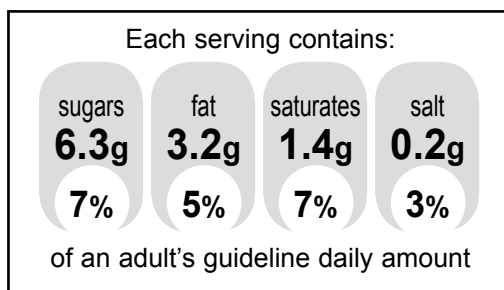 Each serving contains:
sugars fat saturates salt
6.3g 3.2g 1.4g 0.2g
7% 5% 7% 3%
of an adult’s guideline daily amount